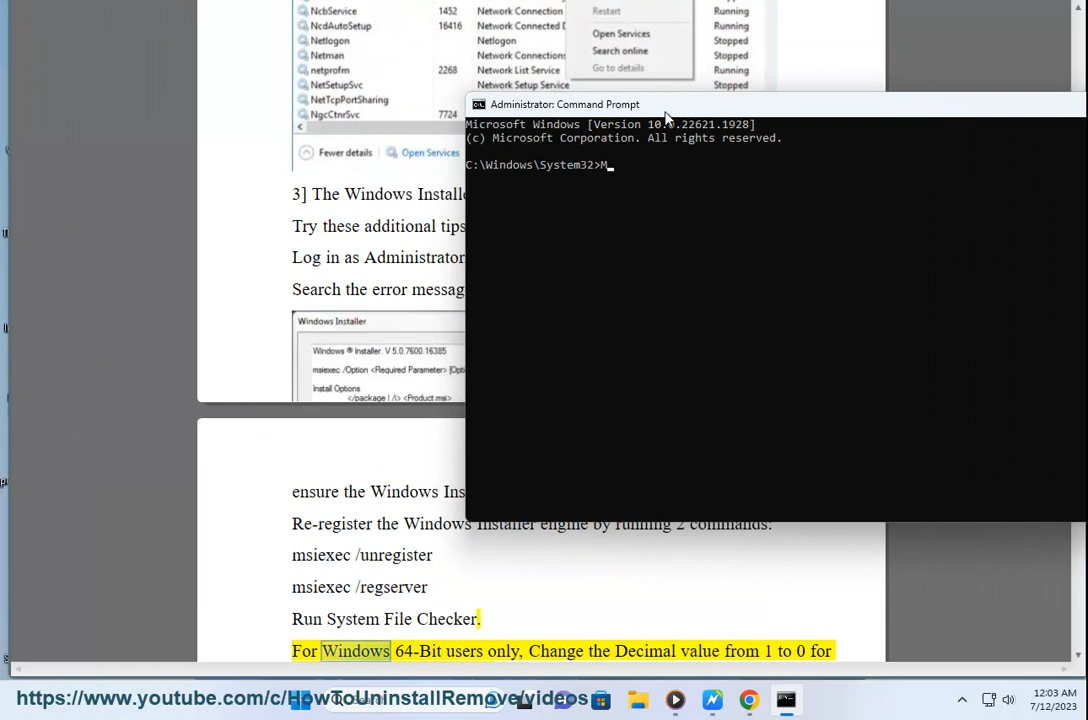 NcbService 1452 Network Connection Running
Restart
NcdAutoSetup 16416 Network Connected D Running
Netlogon Netlogon Stopped
Open Services
Netman Network Connections Stopped
Search online
netprofm 2268 Network List Service Running
Go to details
NetSetupSvc Network Setup Service Stopped
NetTcpPortSharing
NgcCtnrSvc 7724
Fewer details Open Services
Administrator: Command Prompt
Microsoft Windows [Version 10.0.22621.1928]
(c) Microsoft Corporation. All rights reserved.
C:\Windows\System32>M_
3] The Windows Installe
Try these additional tips
Log in as Administrator
Search the error messag
Windows Installer
Windows ® Installer. V 5.0.7600.16385
msiexec /Option <Required Parameter> [Opti
Install Options
</package | /i> <Product.msi>
ensure the Windows Ins
Re-register the Windows Installer engine by running 2 commands:
msiexec /unregister
msiexec /regserver
Run System File Checker.
For Windows 64-Bit users only, Change the Decimal value from 1 to 0 for
https://www.youtube.com/c/HowToUninstallRemove/videos
12:03 AM
7/12/2023